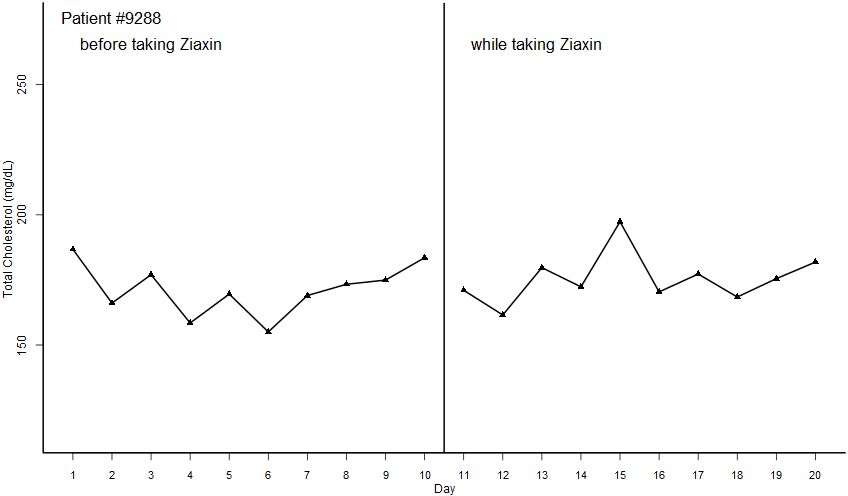 Patient #9288
before taking Ziaxin
while taking Ziaxin
Total Cholesterol (mg/dL)
250
200
150
1 2 3 4 5 6 7 8 9 10 11 12 13 14 15 16 17 18 19 20
Day